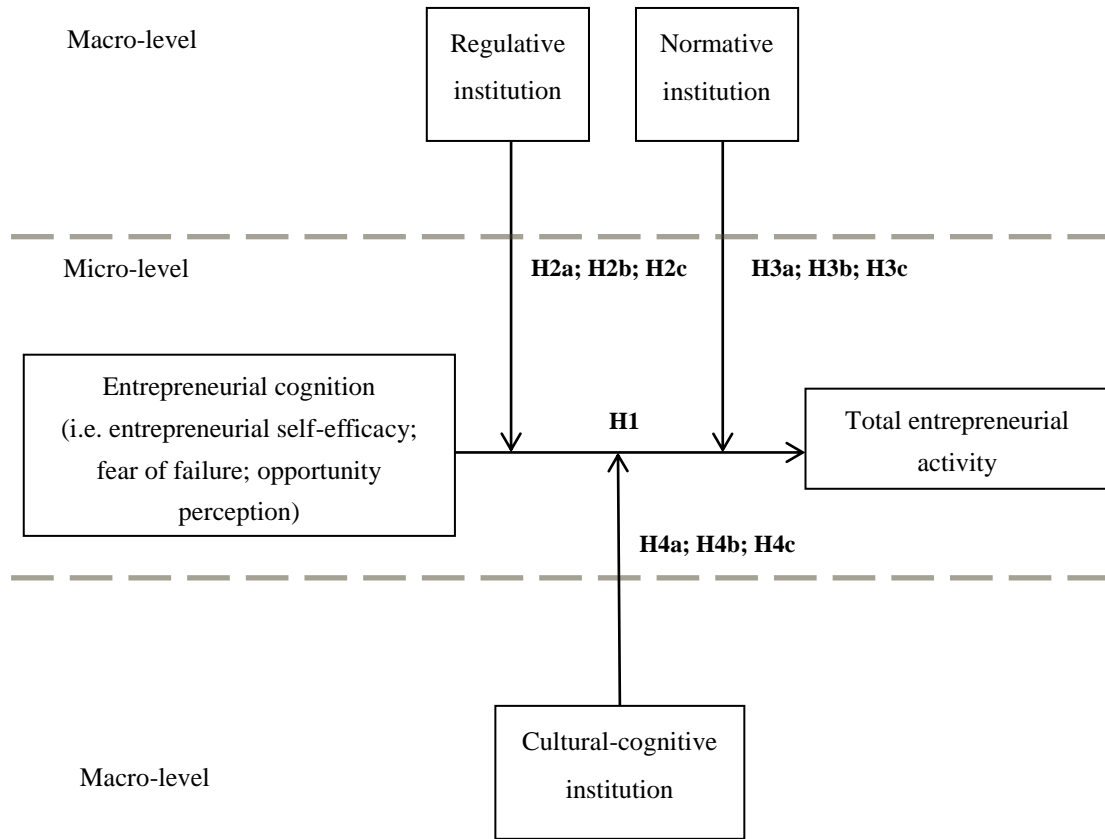 Macro-level
Regulative
institution
Normative
institution
Micro-level
H2a; H2b; H2c
H3a; H3b; H3c
Entrepreneurial cognition
(i.e. entrepreneurial self-efficacy;
fear of failure; opportunity
perception)
H1
Total entrepreneurial
activity
H4a; H4b; H4c
Cultural-cognitive
institution
Macro-level